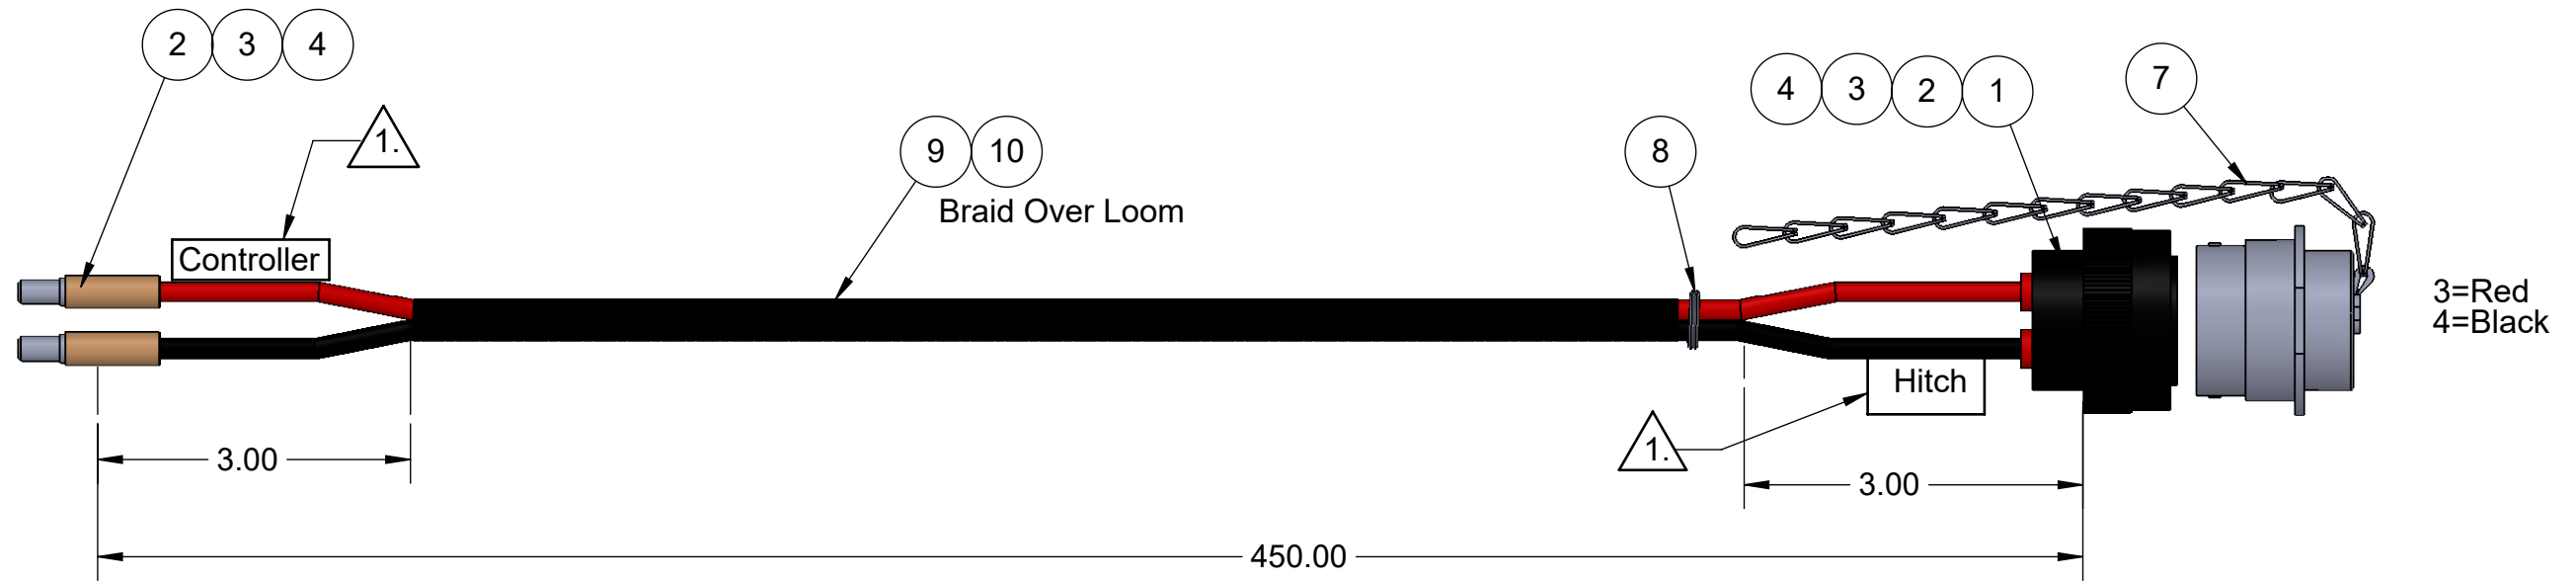 2 3 4
4 3 2 1
7
1.
9 10
8
Braid Over Loom
Controller
3=Red
4=Black
Hitch
1.
3.00
3.00
450.00